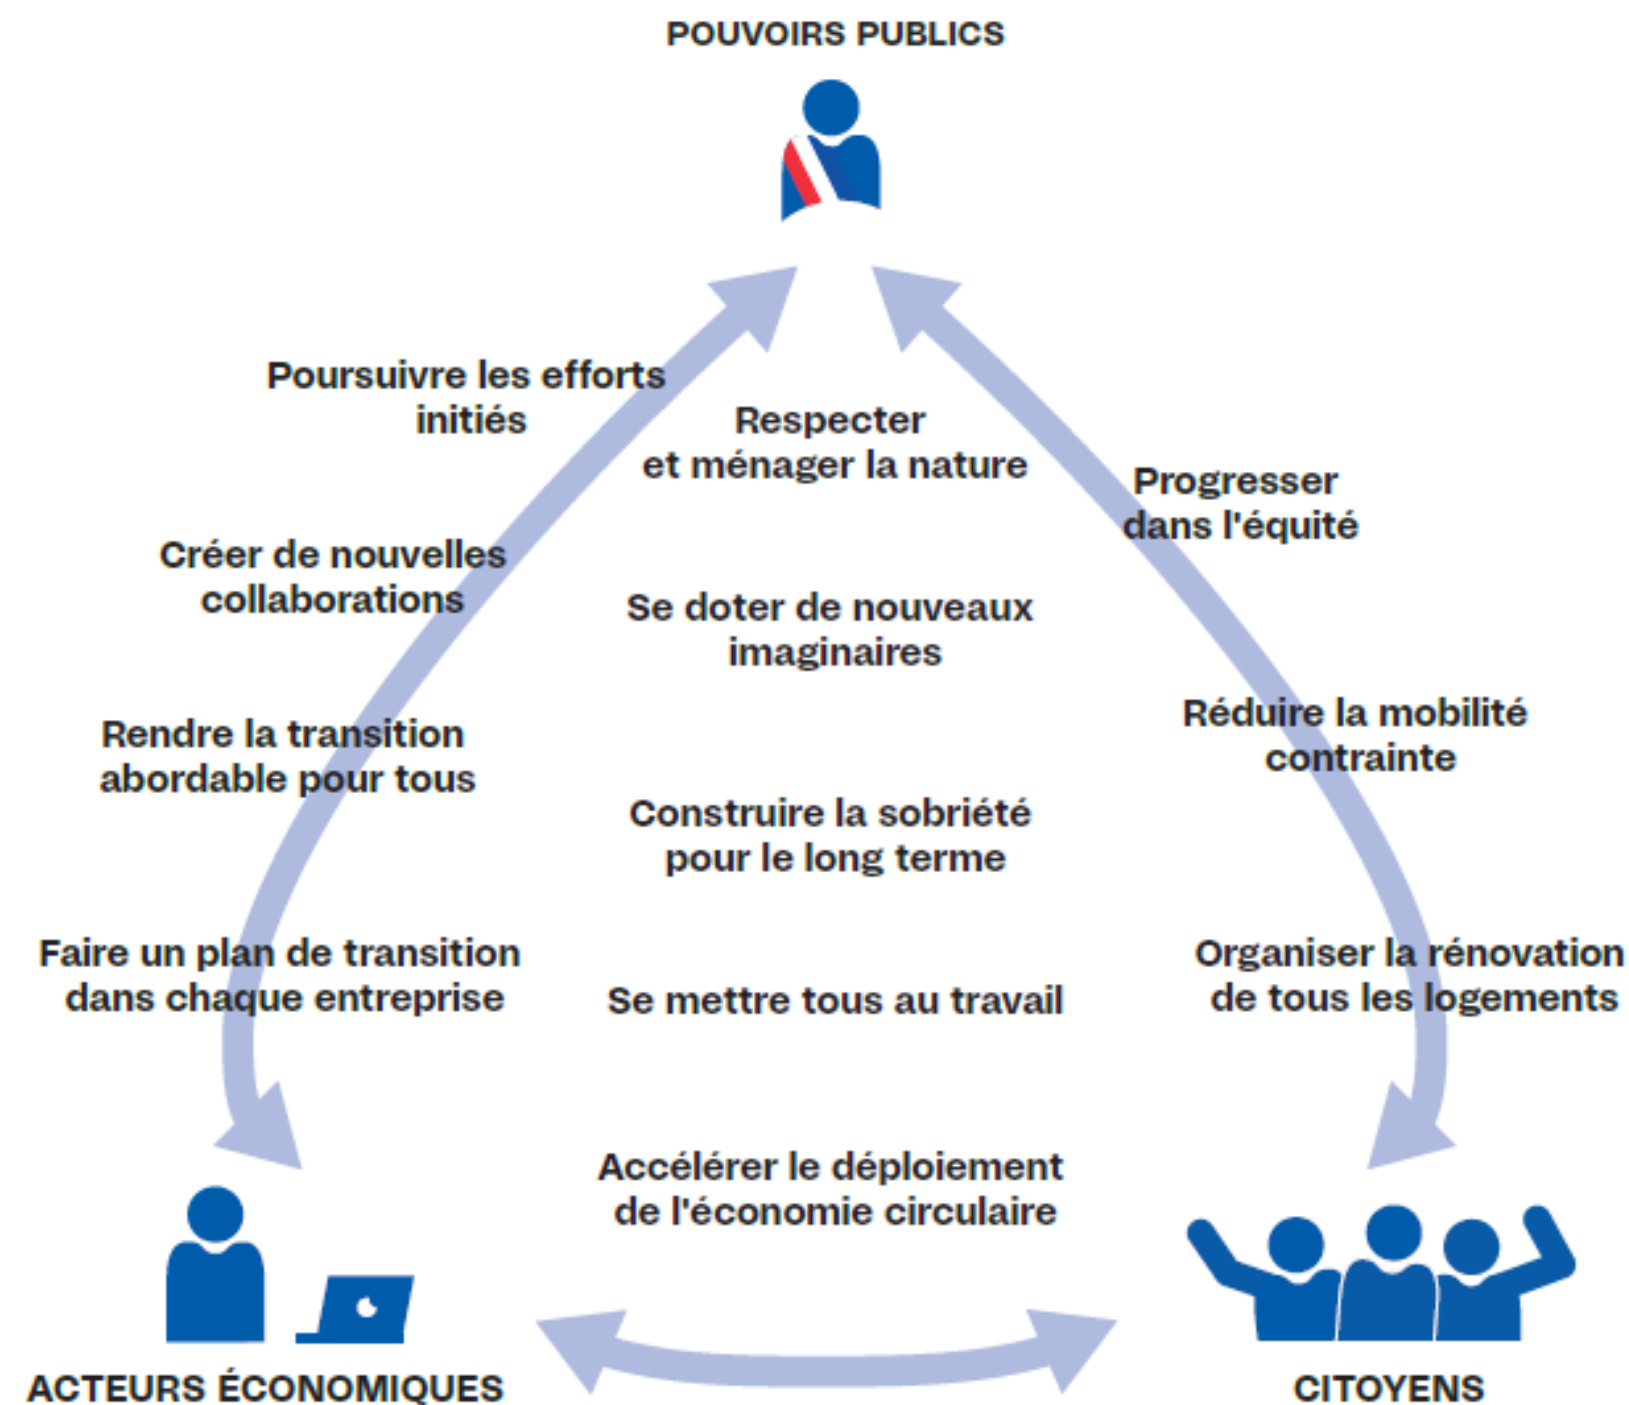 POUVOIRS PUBLICS
Poursuivre les efforts
initiés
Créer de nouvelles
collaborations
Rendre la transition
abordable pour tous
Faire un plan de transition
dans chaque entreprise
Respecter
et ménager la nature
Se doter de nouveaux
imaginaires
Construire la sobriété
pour le long terme
Se mettre tous au travail
Accélérer le déploiement
de l'économie circulaire
Progresser
dans l'équité
Réduire la mobilité
contrainte
Organiser la rénovation
de tous les logements
ACTEURS ÉCONOMIQUES
CITOYENS